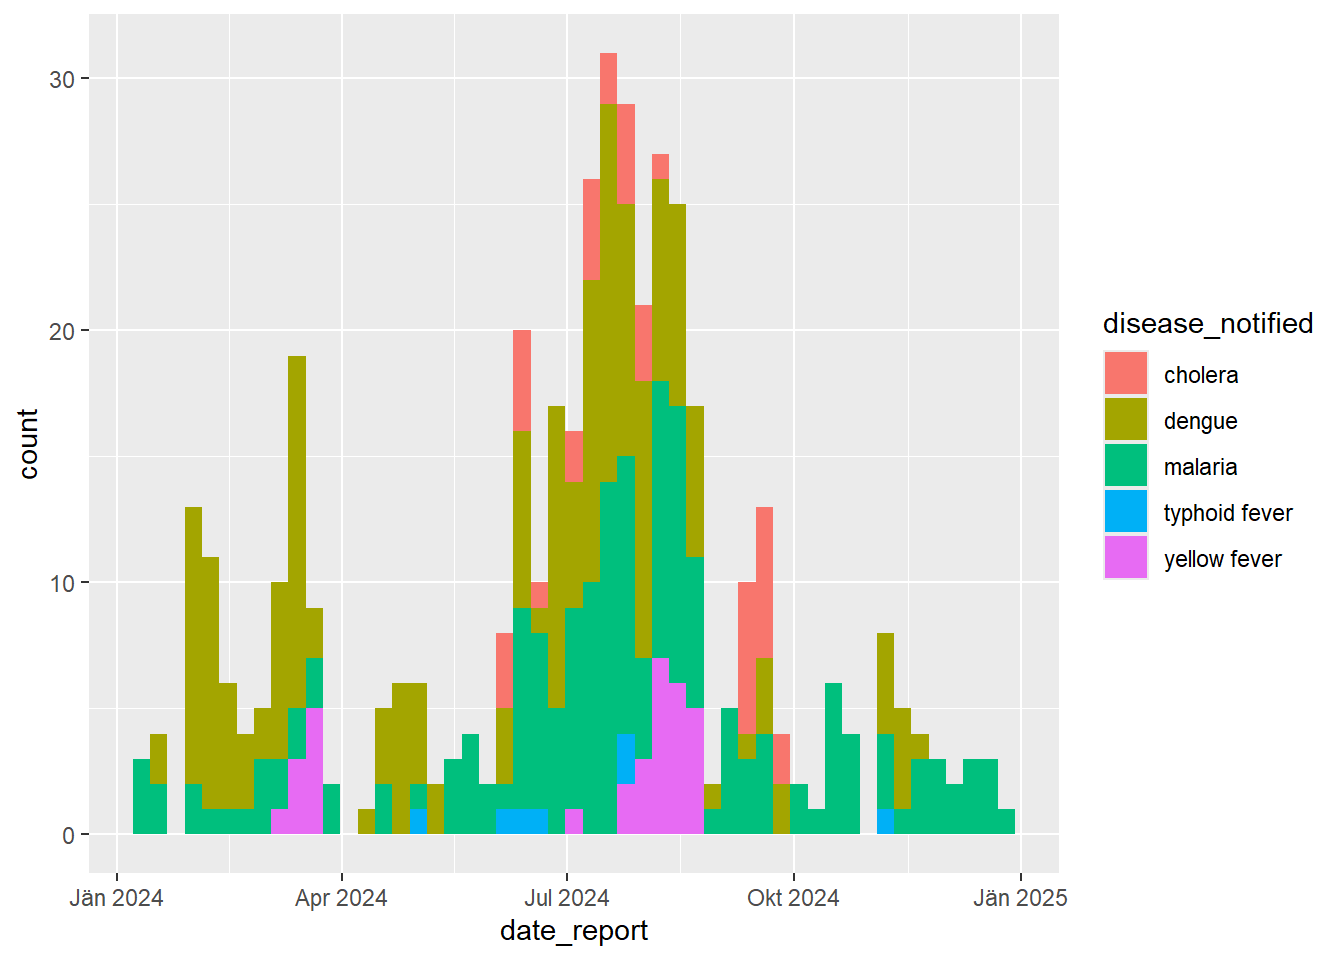 30
20
10
0
count
Jän 2024
Apr 2024
Jul 2024
Okt 2024
Jän 2025
date_report
disease_notified
cholera
dengue
malaria
typhoid fever
yellow fever